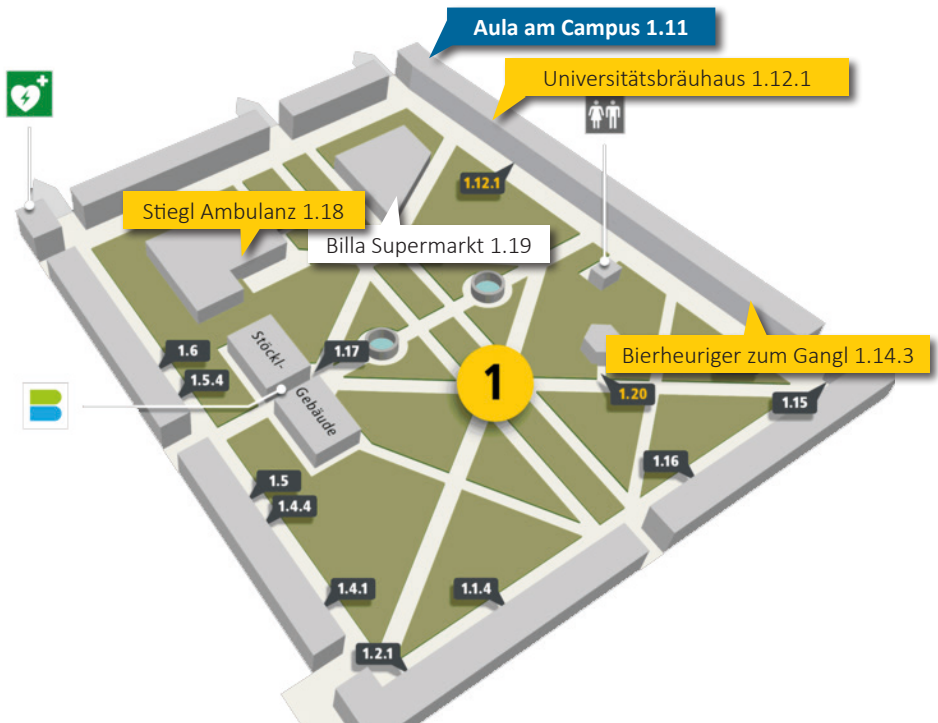 Aula am Campus 1.11
Universitätsbräuhaus 1.12.1
1.12.1
Stiegl Ambulanz 1.18
Billa Supermarkt 1.19
1.6
1.17
Stöckl-
Gebäude
1.5.4
1
Bierheuriger zum Gangl 1.14.3
1.20
1.15
1.16
1.5
1.4.4
1.4.1
1.1.4
1.2.1